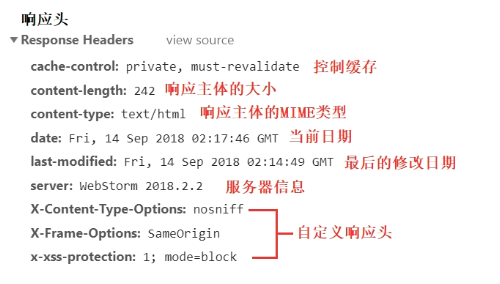 响应头
Response Headers view source
cache-control: private, must-revalidate 控制缓存
content-length: 242 响应主体的大小
content-type: text/html 响应主体的MIME类型
date: Fri, 14 Sep 2018 02:17:46 GMT 当前日期
last-modified: Fri, 14 Sep 2018 02:14:49 GMT 最后的修改日期
server: WebStorm 2018.2.2 服务器信息
X-Content-Type-Options: nosniff
X-Frame-Options: SameOrigin 自定义响应头
x-xss-protection: 1; mode=block